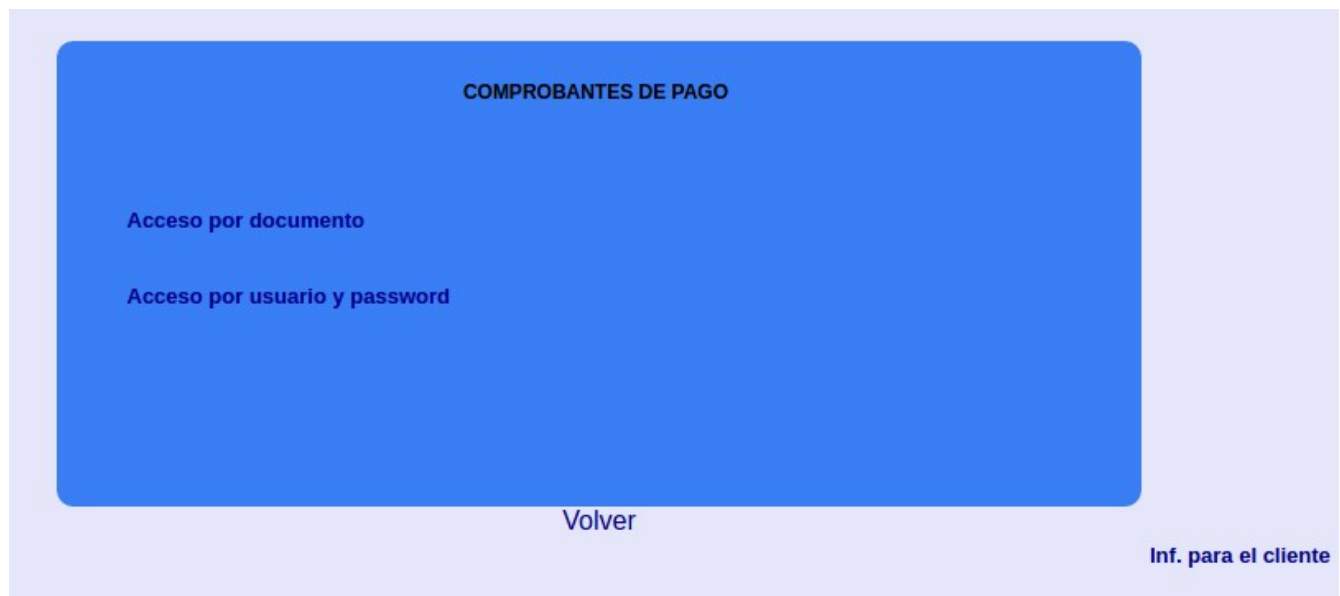 COMPROBANTES DE PAGO
Acceso por documento
Acceso por usuario y password
Volver
Inf. para el cliente